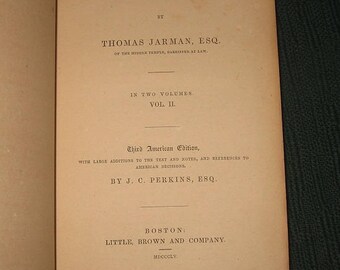 BY
THOMAS JARMAN, ESQ.
OF THE MIDDLE TEMPLE, BARRISTER AT LAW.
IN TWO VOLUMES.
VOL. II.
Third American Edition,
WITH LARGE ADDITIONS TO THE TEXT AND NOTES, AND REFERENCES TO
AMERICAN DECISIONS,
BY J. C. PERKINS, ESQ.
BOSTON:
LITTLE, BROWN AND COMPANY.
MDCCCLV.